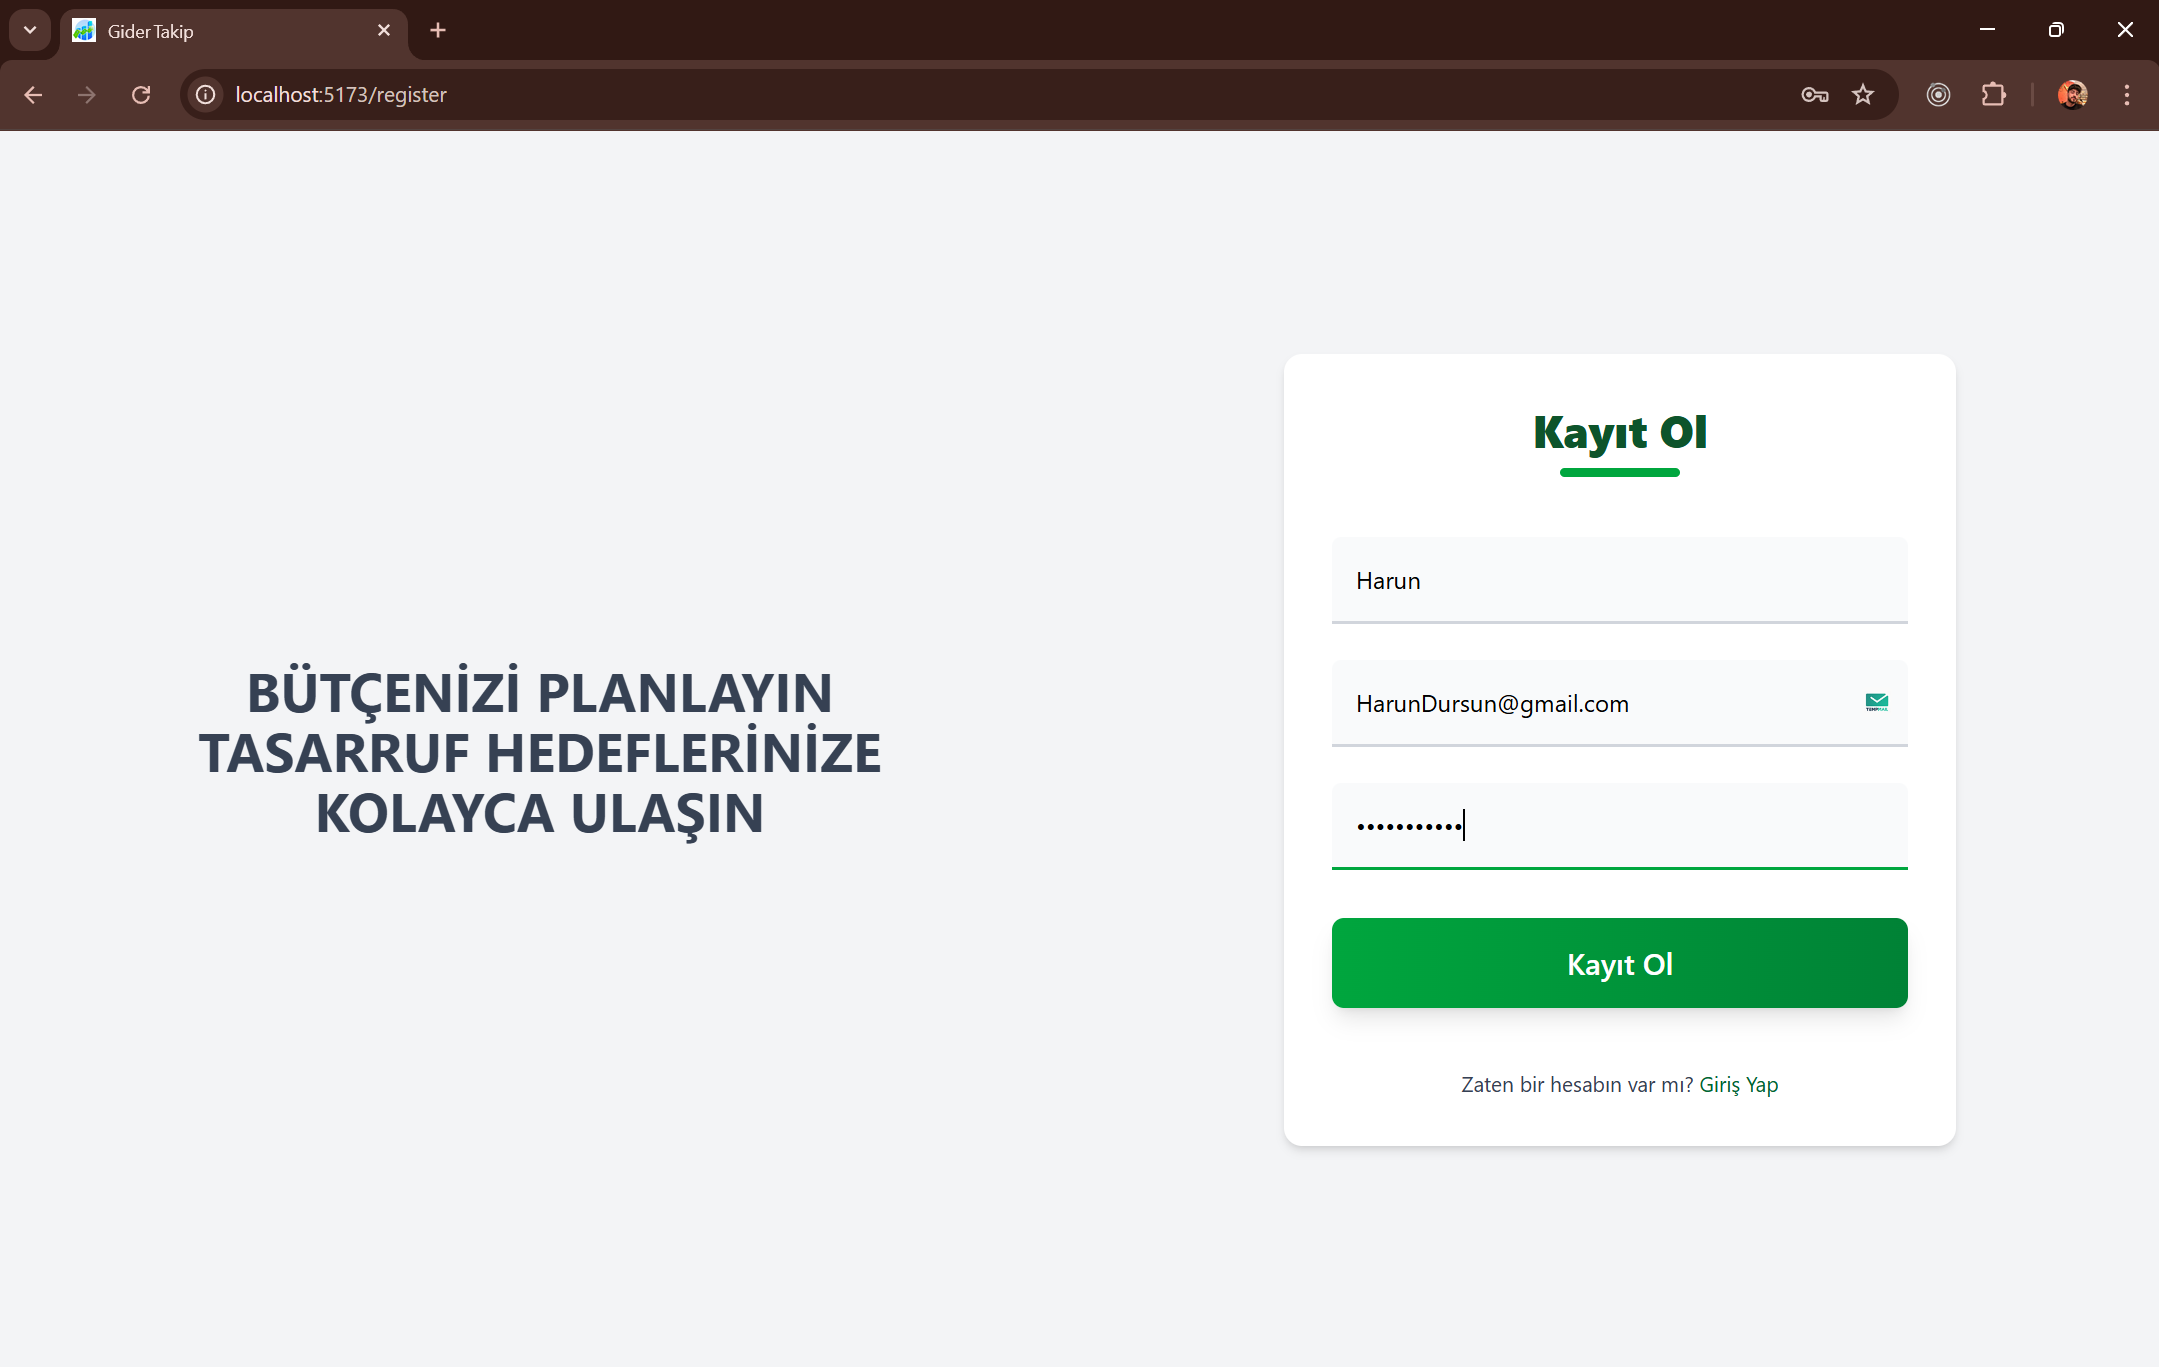 Gider Takip
localhost:5173/register
BÜTÇENİZİ PLANLAYIN
TASARRUF HEDEFLERİNİZE
KOLAYCA ULAŞIN
Kayıt Ol
Harun
HarunDursun@gmail.com
•••••••••••
Kayıt Ol
Zaten bir hesabın var mı? Giriş Yap